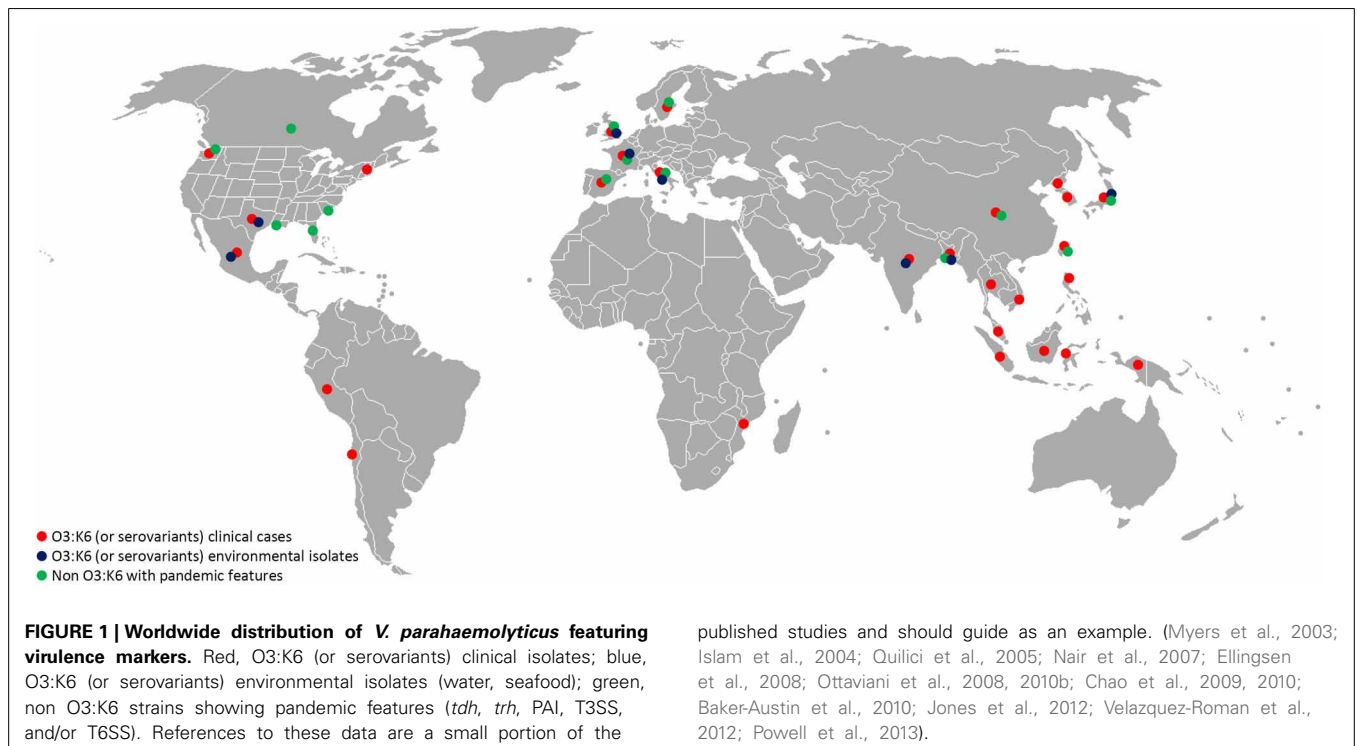 O3:K6 (or serovariants) clinical cases
O3:K6 (or serovariants) environmental isolates
Non O3:K6 with pandemic features
FIGURE 1 | Worldwide distribution of V. parahaemolyticus featuring
virulence markers. Red, O3:K6 (or serovariants) clinical isolates; blue,
O3:K6 (or serovariants) environmental isolates (water, seafood); green,
non O3:K6 strains showing pandemic features (tdh, trh, PAI, T3SS,
and/or T6SS). References to these data are a small portion of the
published studies and should guide as an example. (Myers et al., 2003;
Islam et al., 2004; Quilici et al., 2005; Nair et al., 2007; Ellingsen
et al., 2008; Ottaviani et al., 2008, 2010b; Chao et al., 2009, 2010;
Baker-Austin et al., 2010; Jones et al., 2012; Velazquez-Roman et al.,
2012; Powell et al., 2013).